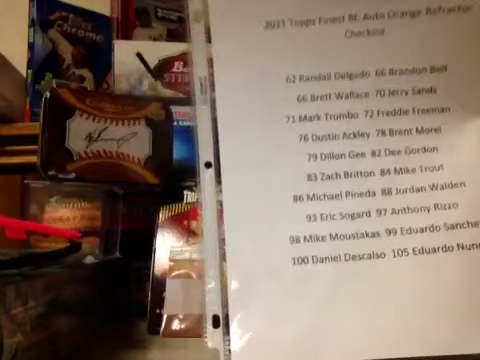 2011 Topps Finest RC Auto Orange Refractor
Checklist
62 Randall Delgado 66 Brandon Belt
66 Brett Wallace 70 Jerry Sands
71 Mark Trumbo 72 Freddie Freeman
76 Dustin Ackley 78 Brent Morel
79 Dillon Gee 82 Dee Gordon
83 Zach Britton 84 Mike Trout
86 Michael Pineda 88 Jordan Walden
93 Eric Sogard 97 Anthony Rizzo
98 Mike Moustakas 99 Eduardo Sanche
100 Daniel Descalso 105 Eduardo Nun
Topps
Chrome